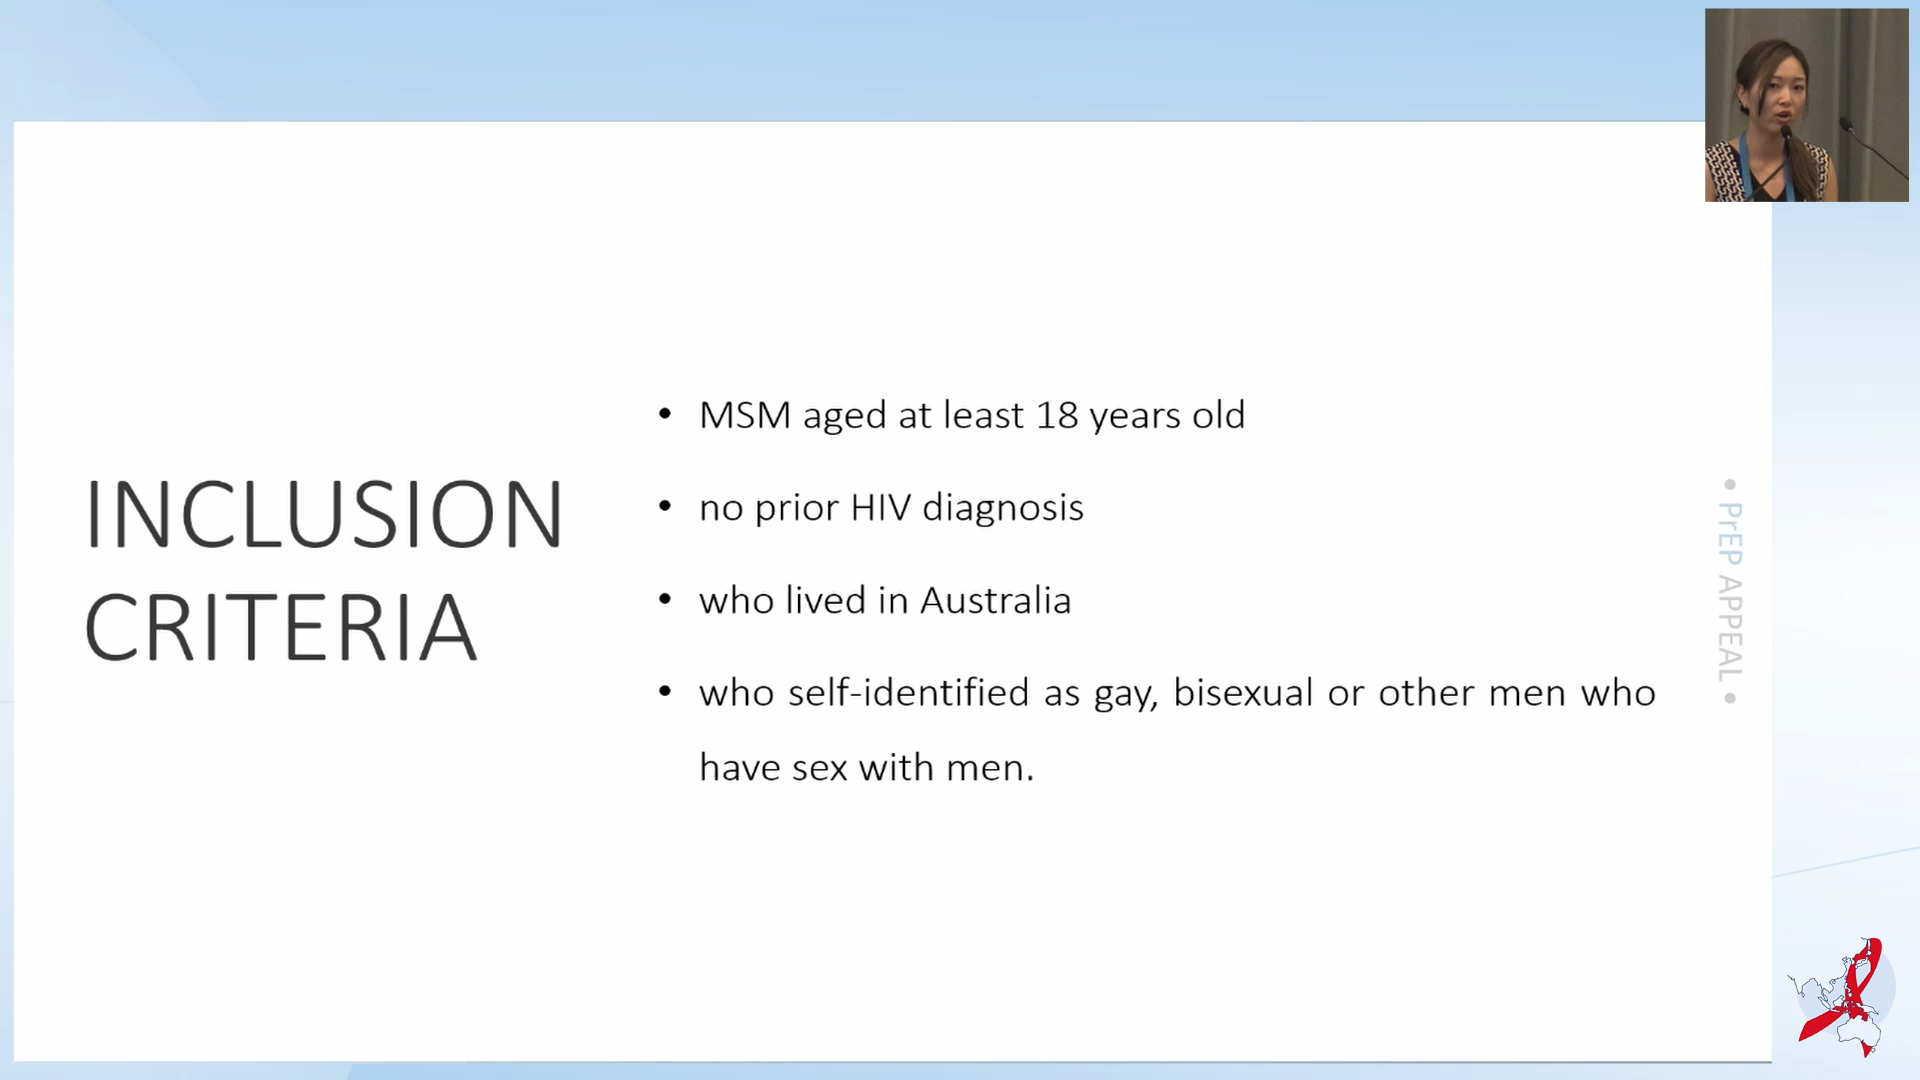 INCLUSION
CRITERIA
• MSM aged at least 18 years old
• no prior HIV diagnosis
• who lived in Australia
• who self-identified as gay, bisexual or other men who
have sex with men.
• PrEP APPEAL •